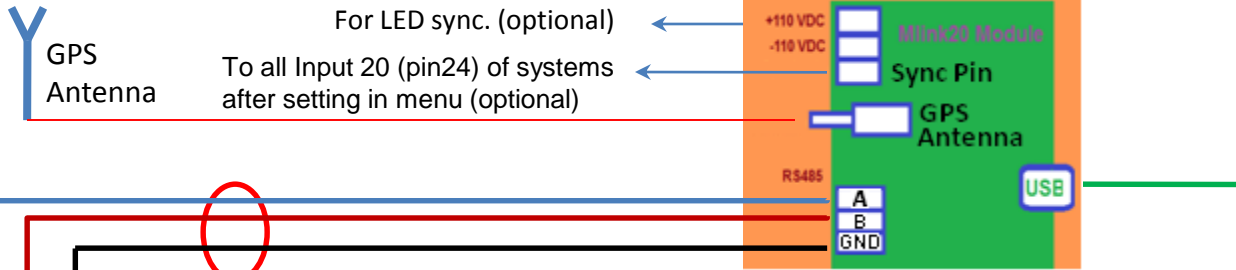 For LED sync. (optional)
GPS
Antenna
To all Input 20 (pin24) of systems
after setting in menu (optional)
+110 VDC
-110 VDC
Mlink20 Module
Sync Pin
GPS
Antenna
RS485
A
B
GND
USB